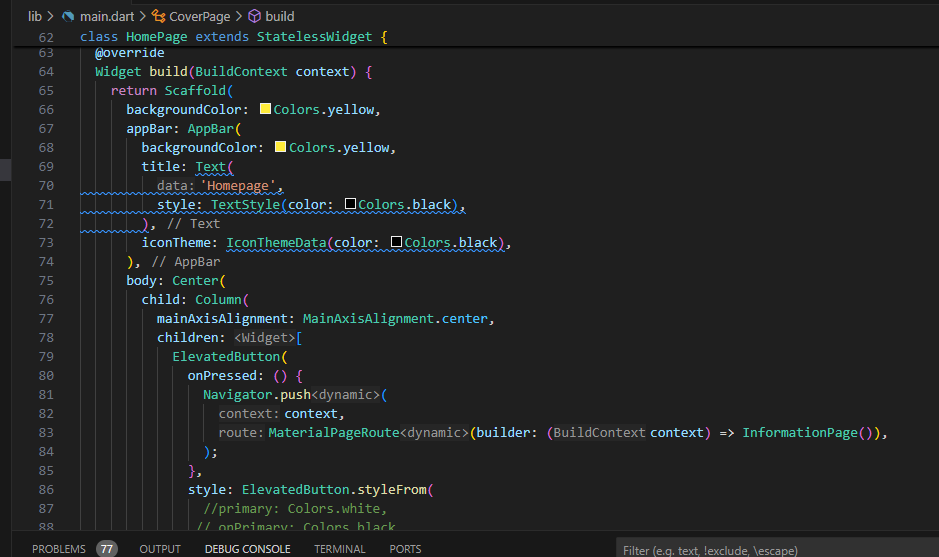 lib > main.dart > CoverPage > build
62 class HomePage extends StatelessWidget {
63 @override
64 Widget build(BuildContext context) {
65 return Scaffold(
66 backgroundColor: Colors.yellow,
67 appBar: AppBar(
68 backgroundColor: Colors.yellow,
69 title: Text(
70 data: 'Homepage',
71 style: TextStyle(color: Colors.black),
72 ), // Text
73 iconTheme: IconThemeData(color: Colors.black),
74 ), // AppBar
75 body: Center(
76 child: Column(
77 mainAxisAlignment: MainAxisAlignment.center,
78 children: <Widget>[
79 ElevatedButton(
80 onPressed: () {
81 Navigator.push<dynamic>(
82 context: context,
83 route: MaterialPageRoute<dynamic>(builder: (BuildContext context) => InformationPage()),
84 );
85 },
86 style: ElevatedButton.styleFrom(
87 //primary: Colors.white,
88 // onPrimary: Colors.black
PROBLEMS 77 OUTPUT DEBUG CONSOLE TERMINAL PORTS Filter (e.g. text, !exclude, \escape)